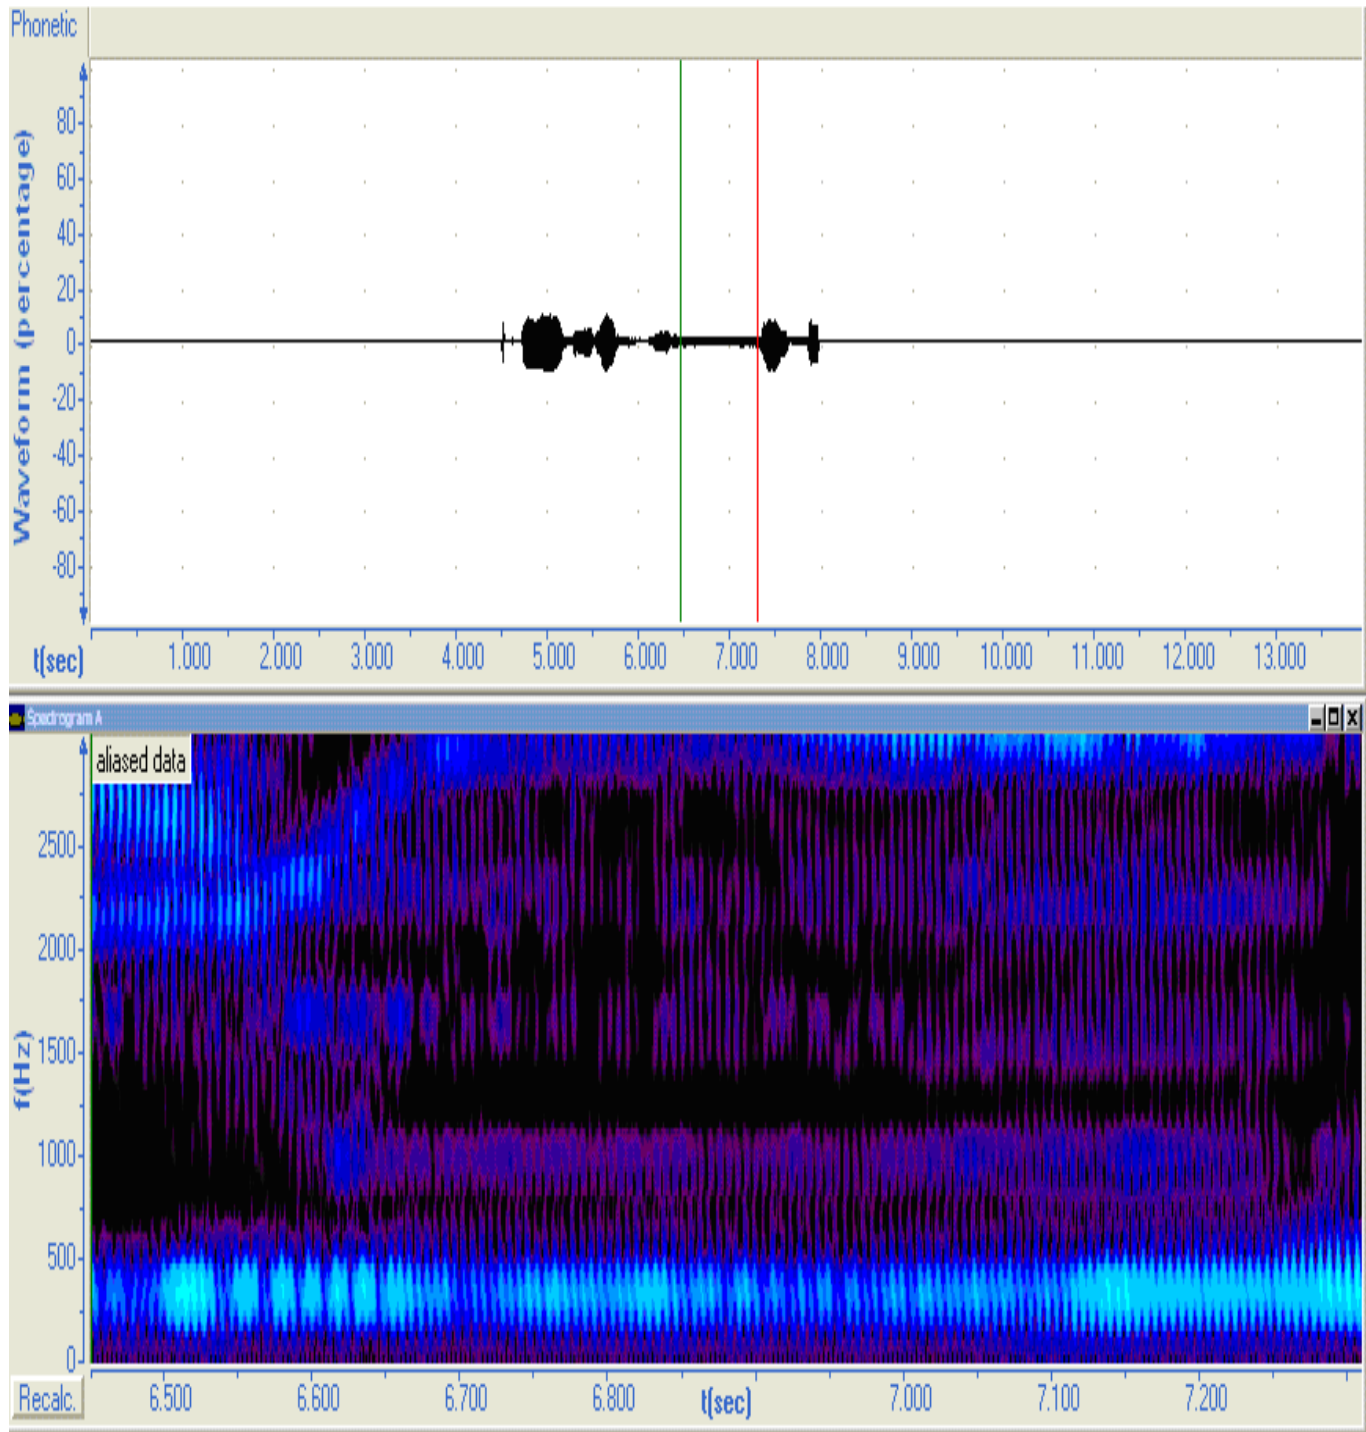 Phonetic
Waveform (percentage)
80
60
40
20
0
-20
-40
-60
-80
t(sec) 1.000 2.000 3.000 4.000 5.000 6.000 7.000 8.000 9.000 10.000 11.000 12.000 13.000
Spectrogram A
aliased data
f(Hz)
2500
2000
1500
1000
500
0
Recalc. 6.500 6.600 6.700 6.800 t(sec) 7.000 7.100 7.200